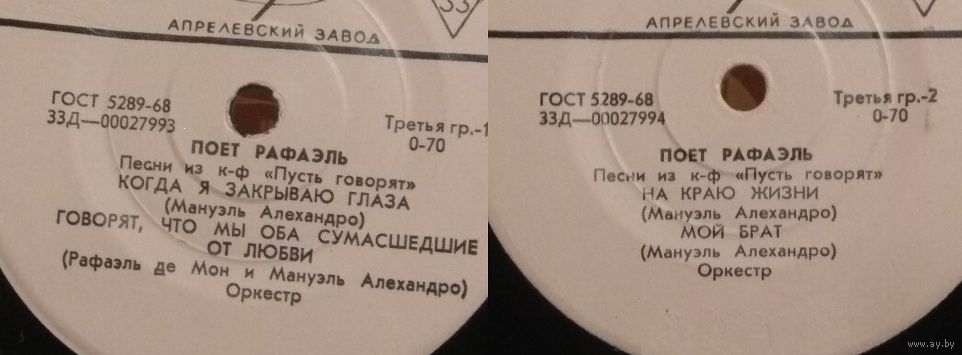 33
АПРЕЛЕВСКИЙ ЗАВОД
ГОСТ 5289-68
33Д—00027993
Третья гр.-1
0-70
ПОЕТ РАФАЭЛЬ
Песни из к-ф «Пусть говорят»
КОГДА Я ЗАКРЫВАЮ ГЛАЗА
(Мануэль Алехандро)
ГОВОРЯТ, ЧТО МЫ ОБА СУМАСШЕДШИЕ
ОТ ЛЮБВИ
(Рафаэль де Мон и Мануэль Алехандро)
Оркестр
АПРЕЛЕВСКИЙ ЗАВОД
ГОСТ 5289-68
33Д—00027994
Третья гр.-2
0-70
ПОЕТ РАФАЭЛЬ
Песни из к-ф «Пусть говорят»
НА КРАЮ ЖИЗНИ
(Мануэль Алехандро)
МОЙ БРАТ
(Мануэль Алехандро)
Оркестр
www.ay.by